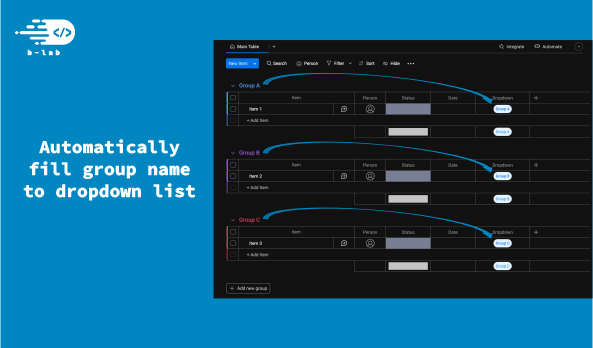 b-lab
Automatically
fill group name
to dropdown list
Main Table
Integrate
Automate
New Item
Search
Person
Filter
Sort
Hide
Group A
Item Person Status Date Dropdown
Item 1 Group A
+ Add Item
Group A
Group B
Item Person Status Date Dropdown
Item 2 Group B
+ Add Item
Group B
Group C
Item Person Status Date Dropdown
Item 3 Group C
+ Add Item
Group C
+ Add new group